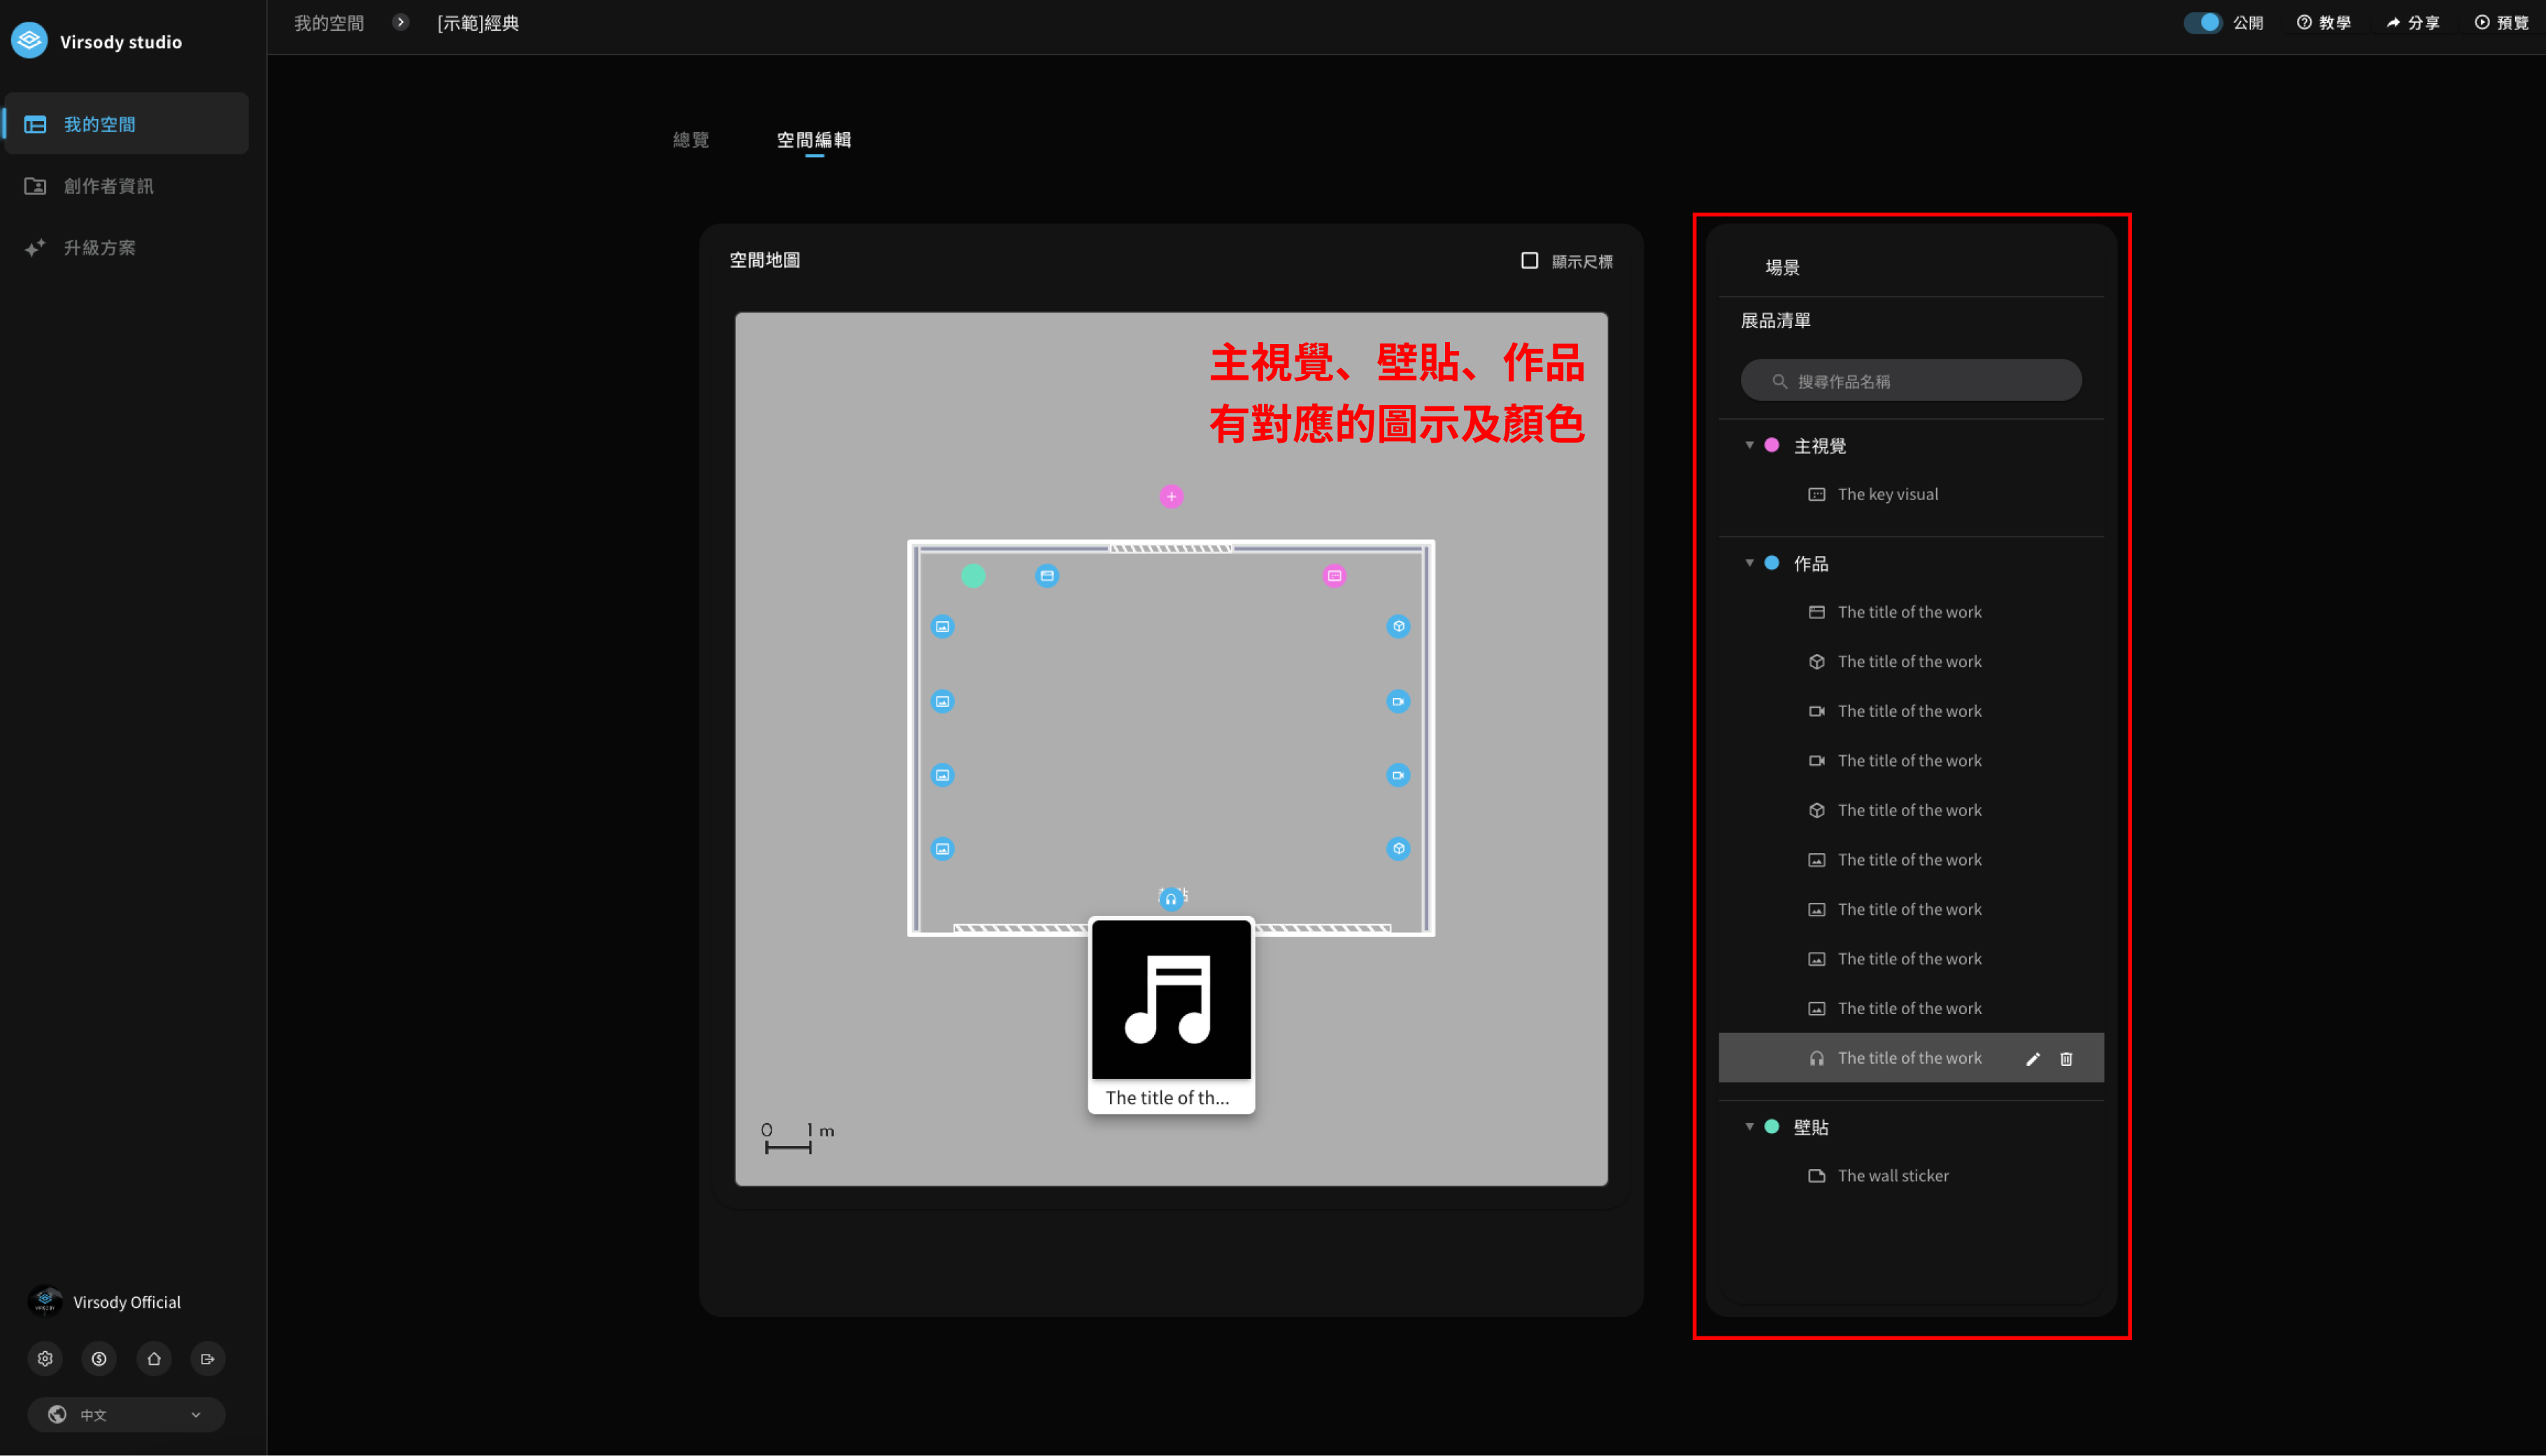 Virsody studio
我的空間
創作者資訊
升級方案
Virsody Official
中文
我的空間
[示範]經典
公開
教學
分享
預覽
總覽
空間編輯
空間地圖
顯示尺標
主視覺、壁貼、作品
有對應的圖示及顏色
The title of th...
0 1 m
場景
展品清單
搜尋作品名稱
主視覺
The key visual
作品
The title of the work
The title of the work
The title of the work
The title of the work
The title of the work
The title of the work
The title of the work
The title of the work
The title of the work
The title of the work
壁貼
The wall sticker